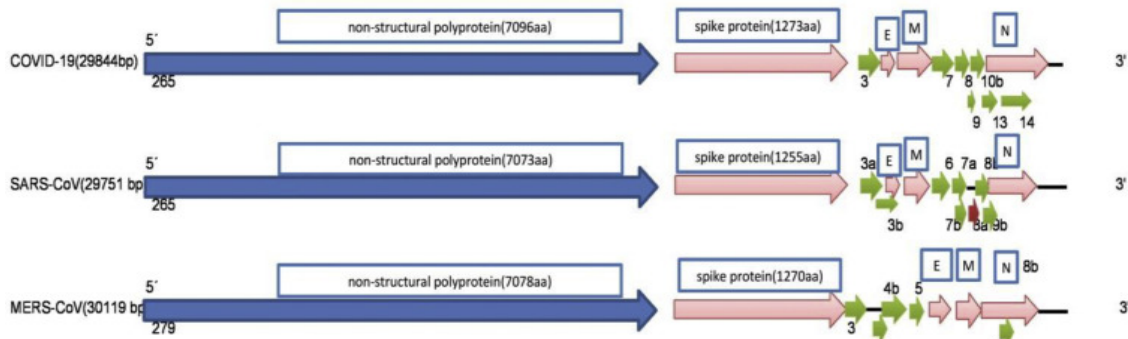 non-structural polyprotein(7096aa) spike protein(1273aa)
5´ E M N
COVID-19(29844bp) 3'
265 3 7 8 10b
9 13 14
non-structural polyprotein(7073aa) spike protein(1255aa)
5´ 3a E M 6 7a 8b N
SARS-CoV(29751 bp 3'
265 3b 7b 8a 9b
E M N 8b
non-structural polyprotein(7078aa) spike protein(1270aa)
5´ 4b 5
MERS-CoV(30119 bp 3'
279 3